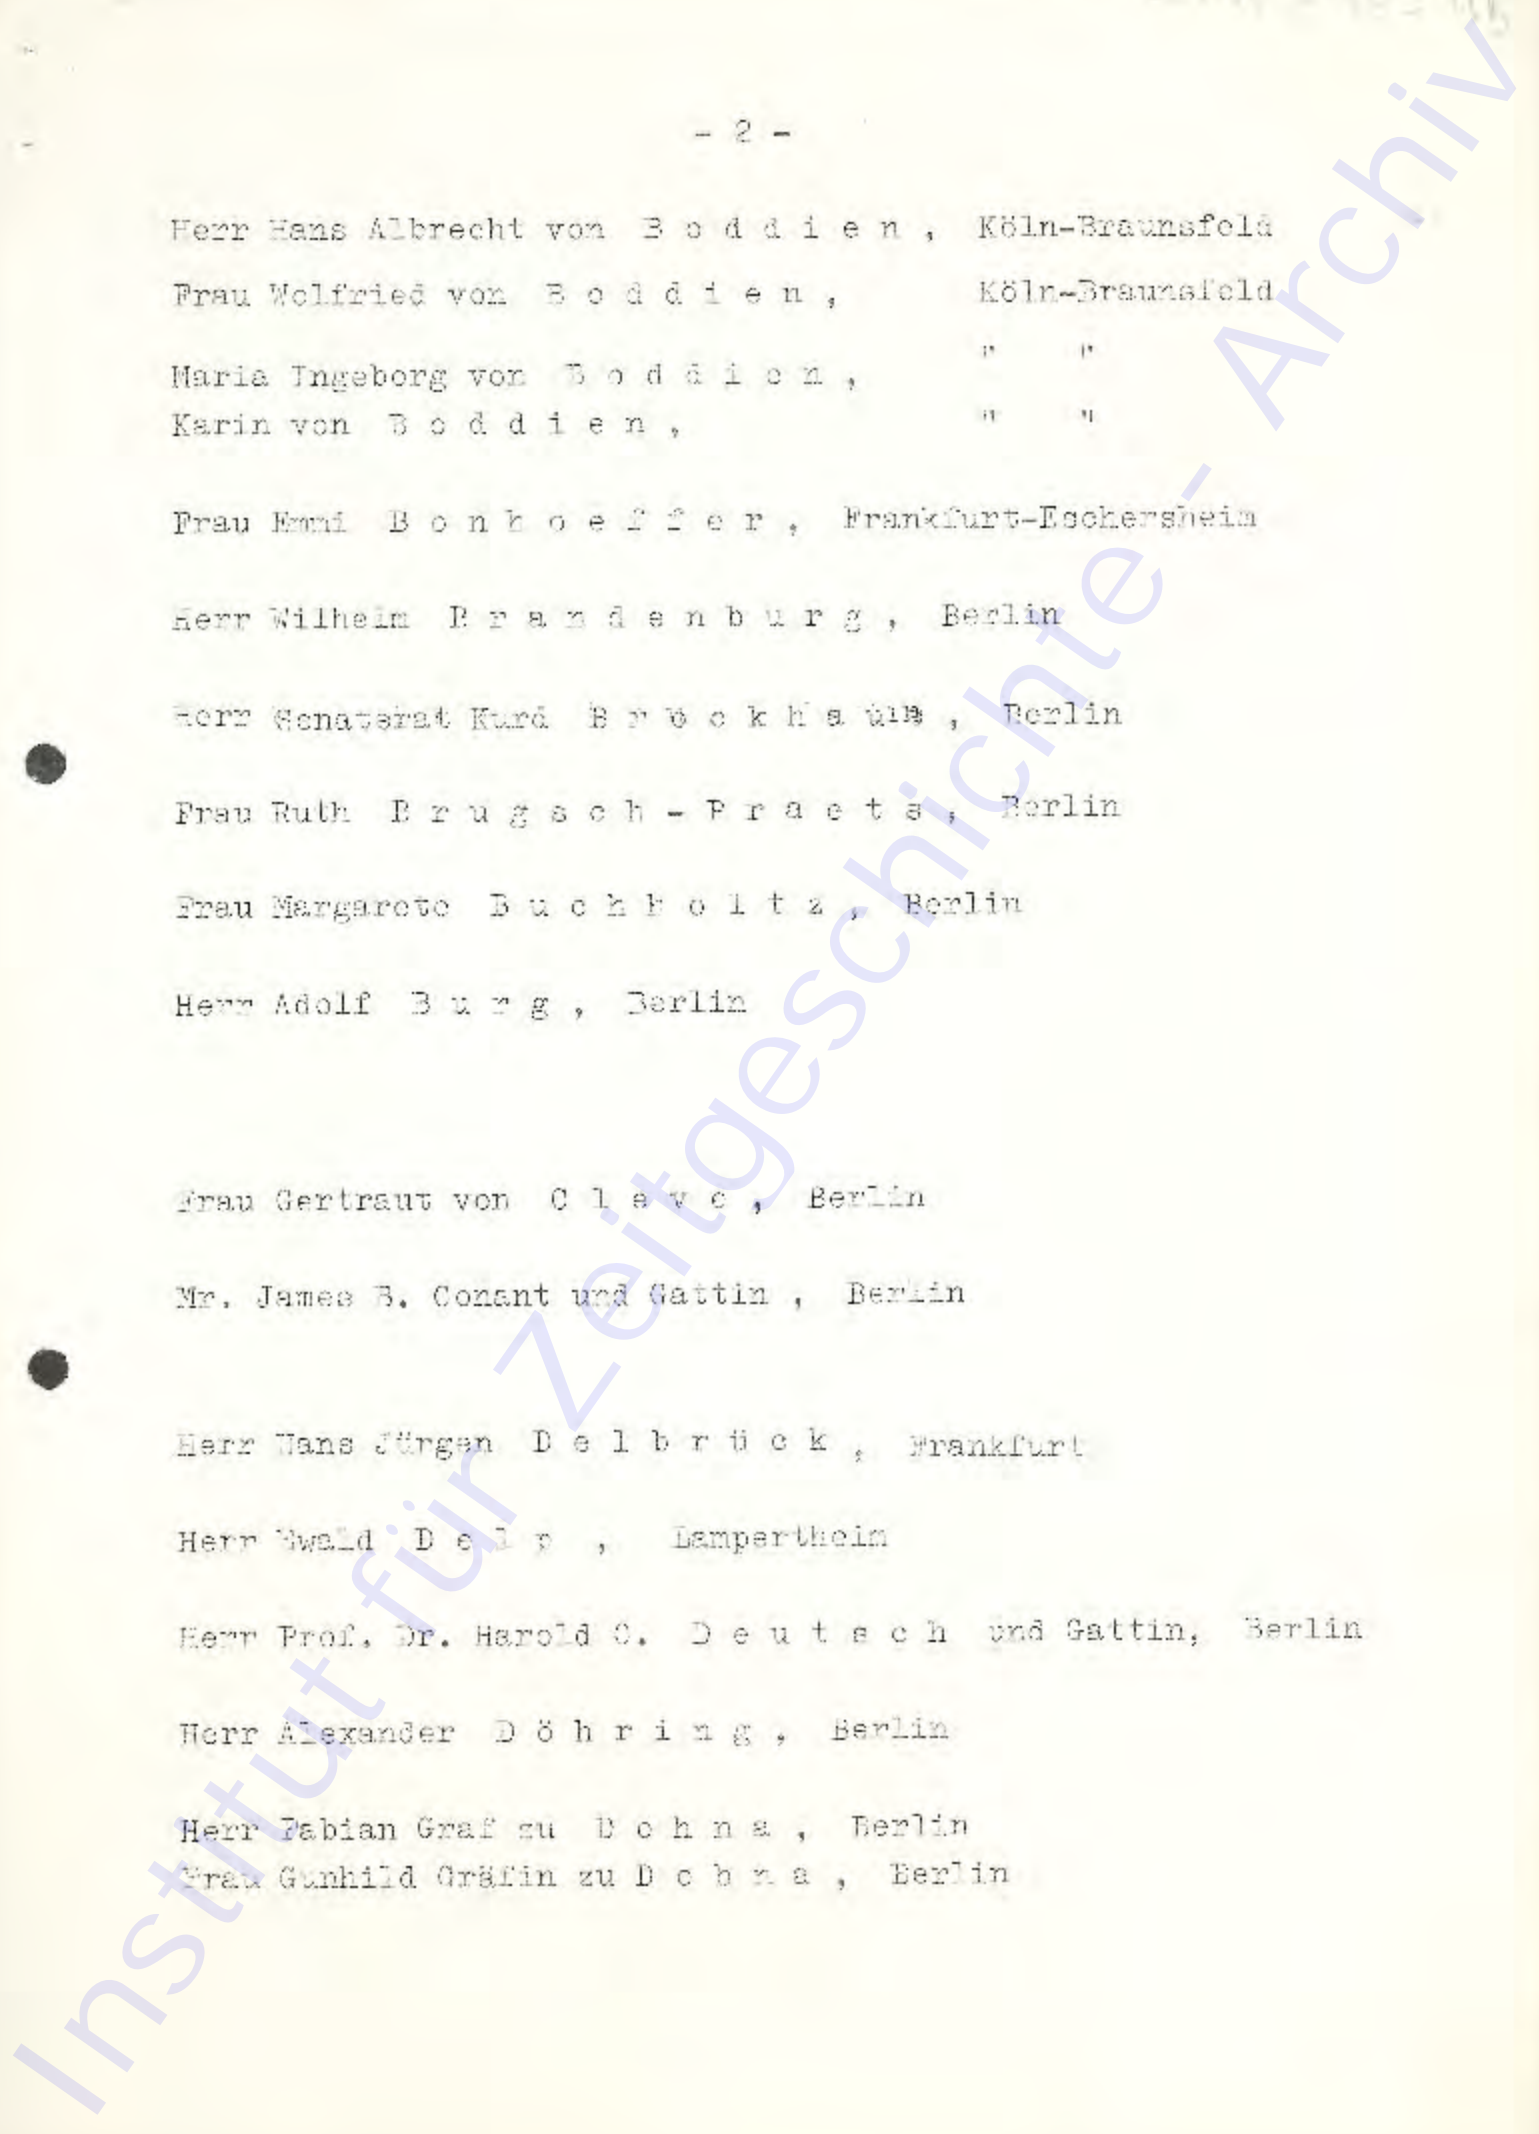 - 2 -
Herr Hans Albrecht von B o d d i e n , Köln-Braunsfeld
Frau Wolfried von B o d d i e n , Köln-Braunsfeld
Maria Ingeborg von B o d d i e n , " "
Karin von B o d d i e n , " "
Frau Emmi B o n h o e f f e r , Frankfurt-Eschersheim
Herr Wilhelm B r a n d e n b u r g , Berlin
Herr Senatsrat Kurd Berlin
Frau Ruth B r u g s c h - P r a e t s , Berlin
Frau Margarete B u c h h o l t z , Berlin
Herr Adolf B u r g , Berlin
Frau Gertraut von C l e v e , Berlin
Mr. James B. Conant und Gattin , Berlin
Herr Hans Jürgen D e l b r ü c k , Frankfurt
Herr Ewald D e l p , Lampertheim
Herr Prof. Dr. Harold C. D e u t s c h und Gattin, Berlin
Herr Alexander D ö h r i n g , Berlin
Herr Fabian Graf zu D o h n a , Berlin
Frau Gunhild Gräfin zu D o h n a , Berlin
Institut für Zeitgeschichte - Archiv